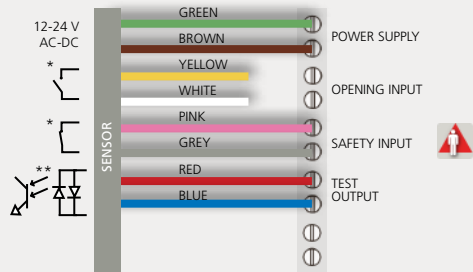 12-24 V
AC-DC
GREEN
BROWN
POWER SUPPLY
*
YELLOW
WHITE
OPENING INPUT
*
PINK
GREY
SAFETY INPUT
SENSOR
**
RED
BLUE
TEST
OUTPUT